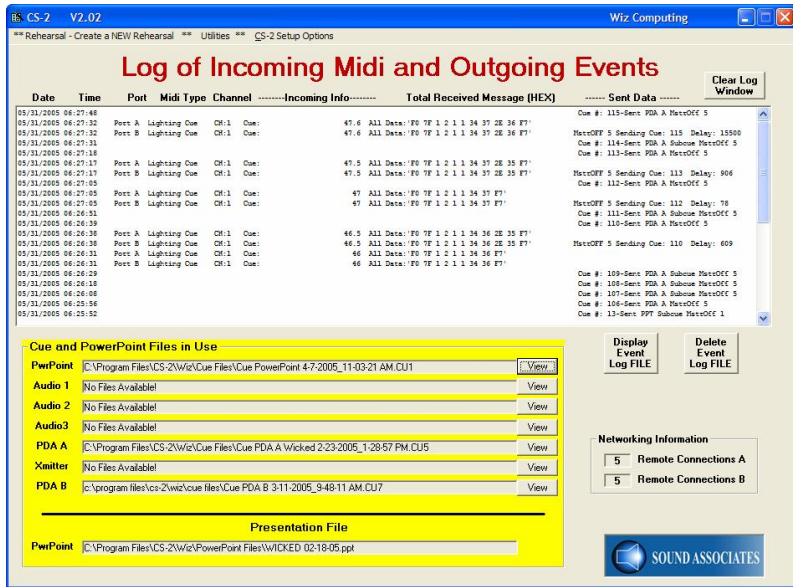 CS-2 V2.02 Wiz Computing
** Rehearsal - Create a NEW Rehearsal ** Utilities ** CS-2 Setup Options
Log of Incoming Midi and Outgoing Events
Clear Log
Window
Date Time Port Midi Type Channel --------Incoming Info-------- Total Received Message (HEX) ------ Sent Data ------
05/31/2005 06:27:48 Cue #: 115-Sent PDA A MstrOff 5
05/31/2005 06:27:32 Port A Lighting Cue CH:1 Cue: 47.6 All Data:'F0 7F 1 2 1 1 34 37 2E 36 F7'
05/31/2005 06:27:32 Port B Lighting Cue CH:1 Cue: 47.6 All Data:'F0 7F 1 2 1 1 34 37 2E 36 F7' MstrOFF 5 Sending Cue: 115 Delay: 15500
05/31/2005 06:27:31 Cue #: 114-Sent PDA A Subcue MstrOff 5
05/31/2005 06:27:18 Cue #: 113-Sent PDA A MstrOff 5
05/31/2005 06:27:17 Port A Lighting Cue CH:1 Cue: 47.5 All Data:'F0 7F 1 2 1 1 34 37 2E 35 F7'
05/31/2005 06:27:17 Port B Lighting Cue CH:1 Cue: 47.5 All Data:'F0 7F 1 2 1 1 34 37 2E 35 F7' MstrOFF 5 Sending Cue: 113 Delay: 906
05/31/2005 06:27:05 Cue #: 112-Sent PDA A MstrOff 5
05/31/2005 06:27:05 Port A Lighting Cue CH:1 Cue: 47 All Data:'F0 7F 1 2 1 1 34 37 F7'
05/31/2005 06:27:05 Port B Lighting Cue CH:1 Cue: 47 All Data:'F0 7F 1 2 1 1 34 37 F7' MstrOFF 5 Sending Cue: 112 Delay: 78
05/31/2005 06:26:51 Cue #: 111-Sent PDA A Subcue MstrOff 5
05/31/2005 06:26:39 Cue #: 110-Sent PDA A MstrOff 5
05/31/2005 06:26:38 Port A Lighting Cue CH:1 Cue: 46.5 All Data:'F0 7F 1 2 1 1 34 36 2E 35 F7'
05/31/2005 06:26:38 Port B Lighting Cue CH:1 Cue: 46.5 All Data:'F0 7F 1 2 1 1 34 36 2E 35 F7' MstrOFF 5 Sending Cue: 110 Delay: 609
05/31/2005 06:26:31 Port A Lighting Cue CH:1 Cue: 46 All Data:'F0 7F 1 2 1 1 34 36 F7'
05/31/2005 06:26:31 Port B Lighting Cue CH:1 Cue: 46 All Data:'F0 7F 1 2 1 1 34 36 F7'
05/31/2005 06:26:29 Cue #: 109-Sent PDA A Subcue MstrOff 5
05/31/2005 06:26:18 Cue #: 108-Sent PDA A Subcue MstrOff 5
05/31/2005 06:26:08 Cue #: 107-Sent PDA A Subcue MstrOff 5
05/31/2005 06:25:56 Cue #: 106-Sent PDA A MstrOff 5
05/31/2005 06:25:52 Cue #: 13-Sent PPT Subcue MstrOff 1
Display
Event
Log FILE
Delete
Event
Log FILE
Cue and PowerPoint Files in Use
PwrPoint C:\Program Files\CS-2\Wiz\Cue Files\Cue PowerPoint 4-7-2005_11-03-21 AM.CU1 View
Audio 1 No Files Available! View
Audio 2 No Files Available! View
Audio3 No Files Available! View
PDA A C:\Program Files\CS-2\Wiz\Cue Files\Cue PDA A Wicked 2-23-2005_1-28-57 PM.CU5 View
Xmitter No Files Available! View
PDA B c:\program files\cs-2\wiz\cue files\Cue PDA B 3-11-2005_9-48-11 AM.CU7 View
Networking Information
5 Remote Connections A
5 Remote Connections B
Presentation File
PwrPoint C:\Program Files\CS-2\Wiz\PowerPoint Files\WICKED 02-18-05.ppt
SOUND ASSOCIATES